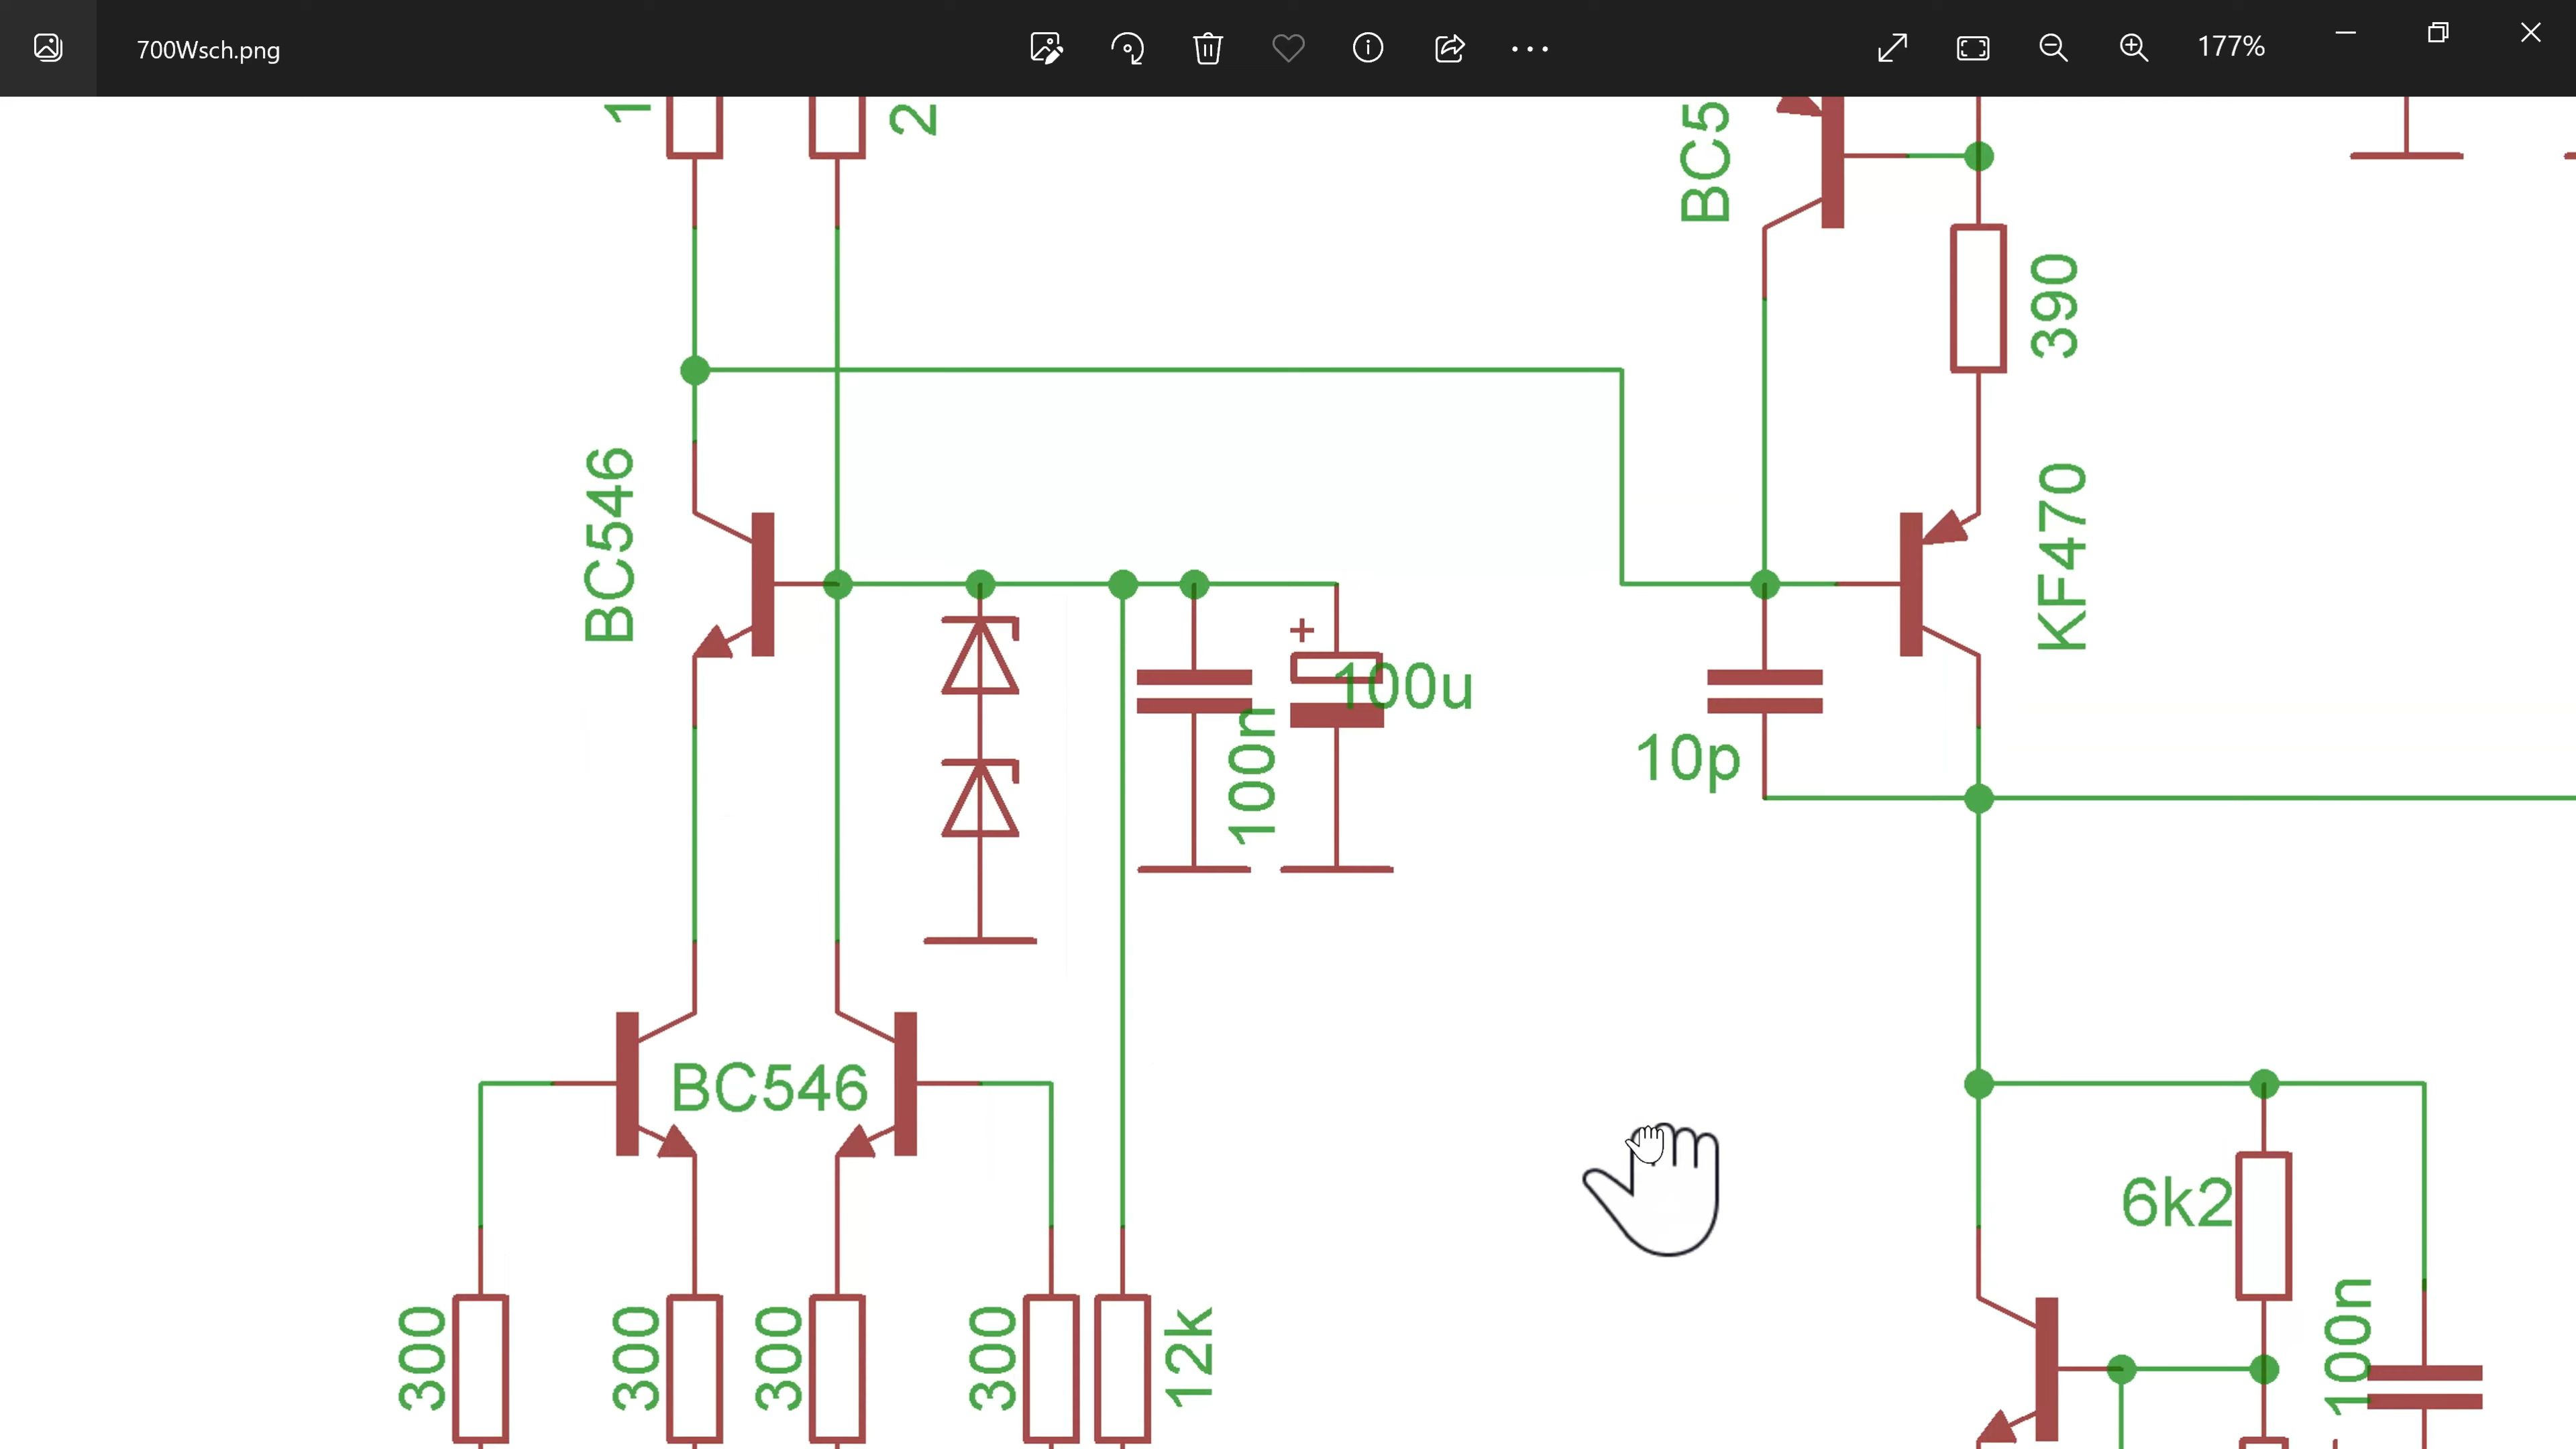 700Wsch.png
177%
1
2
BC5
390
BC546
KF470
+
100u
10p
100n
BC546
6k2
300
300
300
300
12k
100n